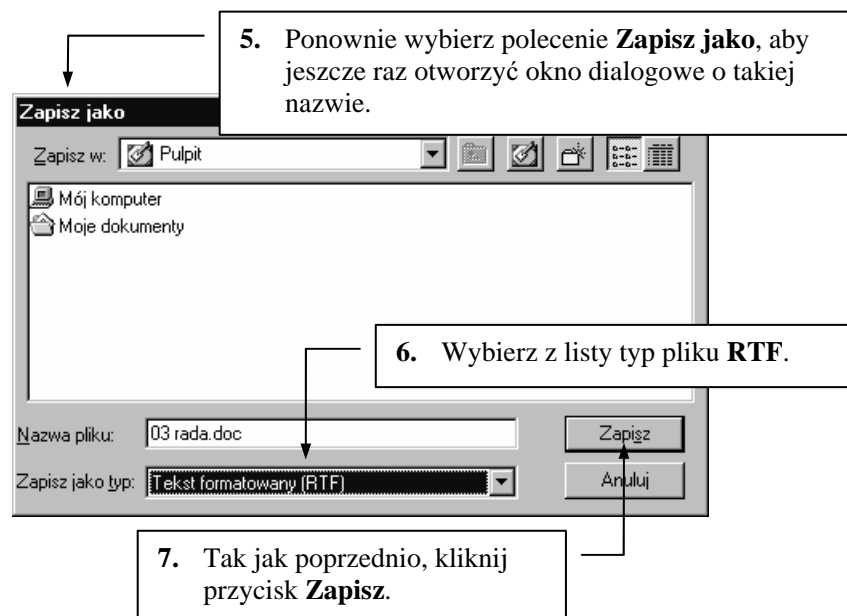 5. Ponownie wybierz polecenie Zapisz jako, aby
jeszcze raz otworzyć okno dialogowe o takiej
nazwie.
Zapisz jako
Zapisz w: Pulpit
Mój komputer
Moje dokumenty
6. Wybierz z listy typ pliku RTF.
Nazwa pliku: 03 rada.doc Zapisz
Zapisz jako typ: Tekst formatowany (RTF) Anuluj
7. Tak jak poprzednio, kliknij
przycisk Zapisz.